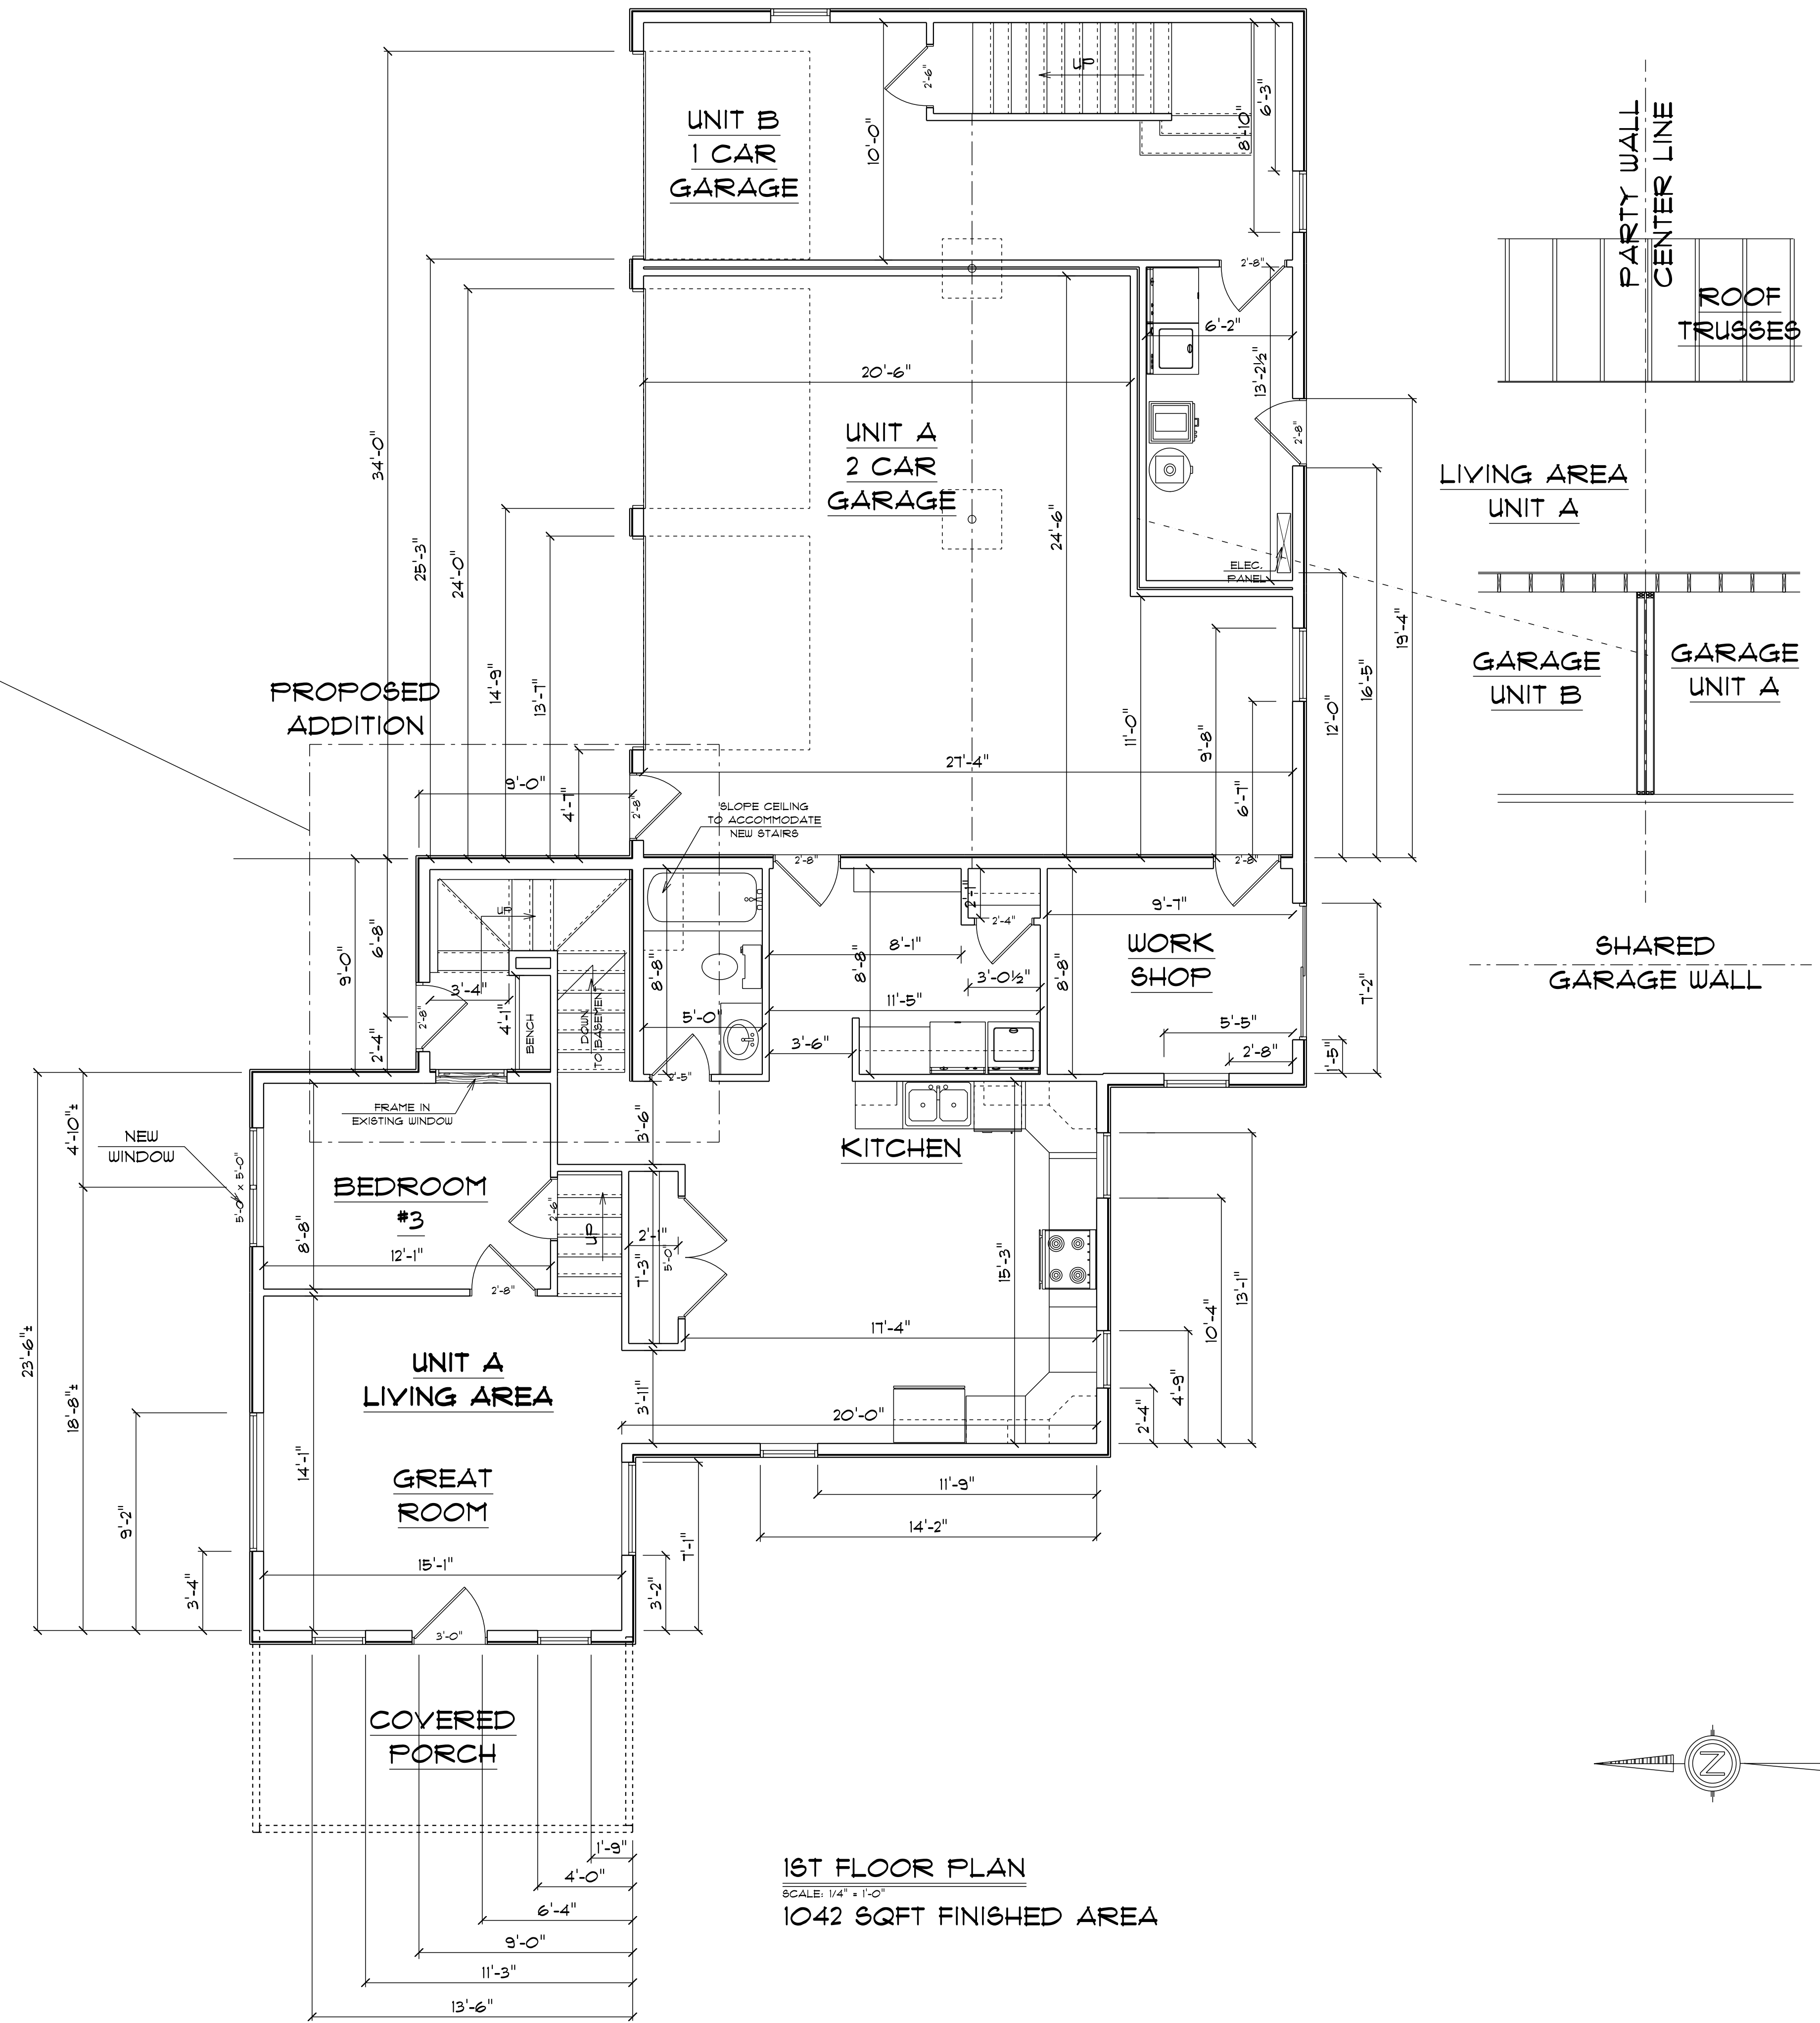 UP
2'-6"
6'-3"
8'-10"
10'-0"
UNIT B
1 CAR
GARAGE
PARTY WALL
CENTER LINE
ROOF
TRUSSES
2'-8"
6'-2"
13'-2½"
20'-6"
UNIT A
2 CAR
GARAGE
34'-0"
25'-3"
24'-0"
24'-6"
2'-8"
LIVING AREA
UNIT A
ELEC.
PANEL
14'-9"
13'-7"
19'-4"
16'-5"
12'-0"
GARAGE
UNIT B
GARAGE
UNIT A
PROPOSED
ADDITION
11'-0"
9'-8"
6'-7"
27'-4"
9'-0"
4'-7"
2'-8"
SLOPE CEILING
TO ACCOMMODATE
NEW STAIRS
2'-8"
2'-8"
UP
2'-1"
2'-4"
9'-7"
9'-0"
6'-8"
8'-8"
8'-1"
8'-8"
8'-8"
WORK
SHOP
SHARED
GARAGE WALL
3'-4"
2'-8"
4'-1"
BENCH
DOWN
TO BASEMENT
3'-0½"
11'-5"
5'-0"
3'-6"
5'-5"
2'-8"
7'-2"
1'-5"
2'-4"
2'-5"
FRAME IN
EXISTING WINDOW
3'-6"
KITCHEN
4'-10"±
NEW
WINDOW
5'-0" x 5'-0"
BEDROOM
#3
2'-6"
UP
8'-8"
12'-1"
2'-8"
2'-1"
7'-3"
5'-0"
15'-3"
13'-1"
10'-4"
17'-4"
23'-6"±
18'-8"±
UNIT A
LIVING AREA
3'-11"
20'-0"
4'-9"
2'-4"
14'-1"
GREAT
ROOM
11'-9"
14'-2"
9'-2"
3'-4"
15'-1"
7'-1"
3'-2"
3'-0"
COVERED
PORCH
N
1'-9"
4'-0"
6'-4"
9'-0"
11'-3"
13'-6"
1ST FLOOR PLAN
SCALE: 1/4" = 1'-0"
1042 SQFT FINISHED AREA